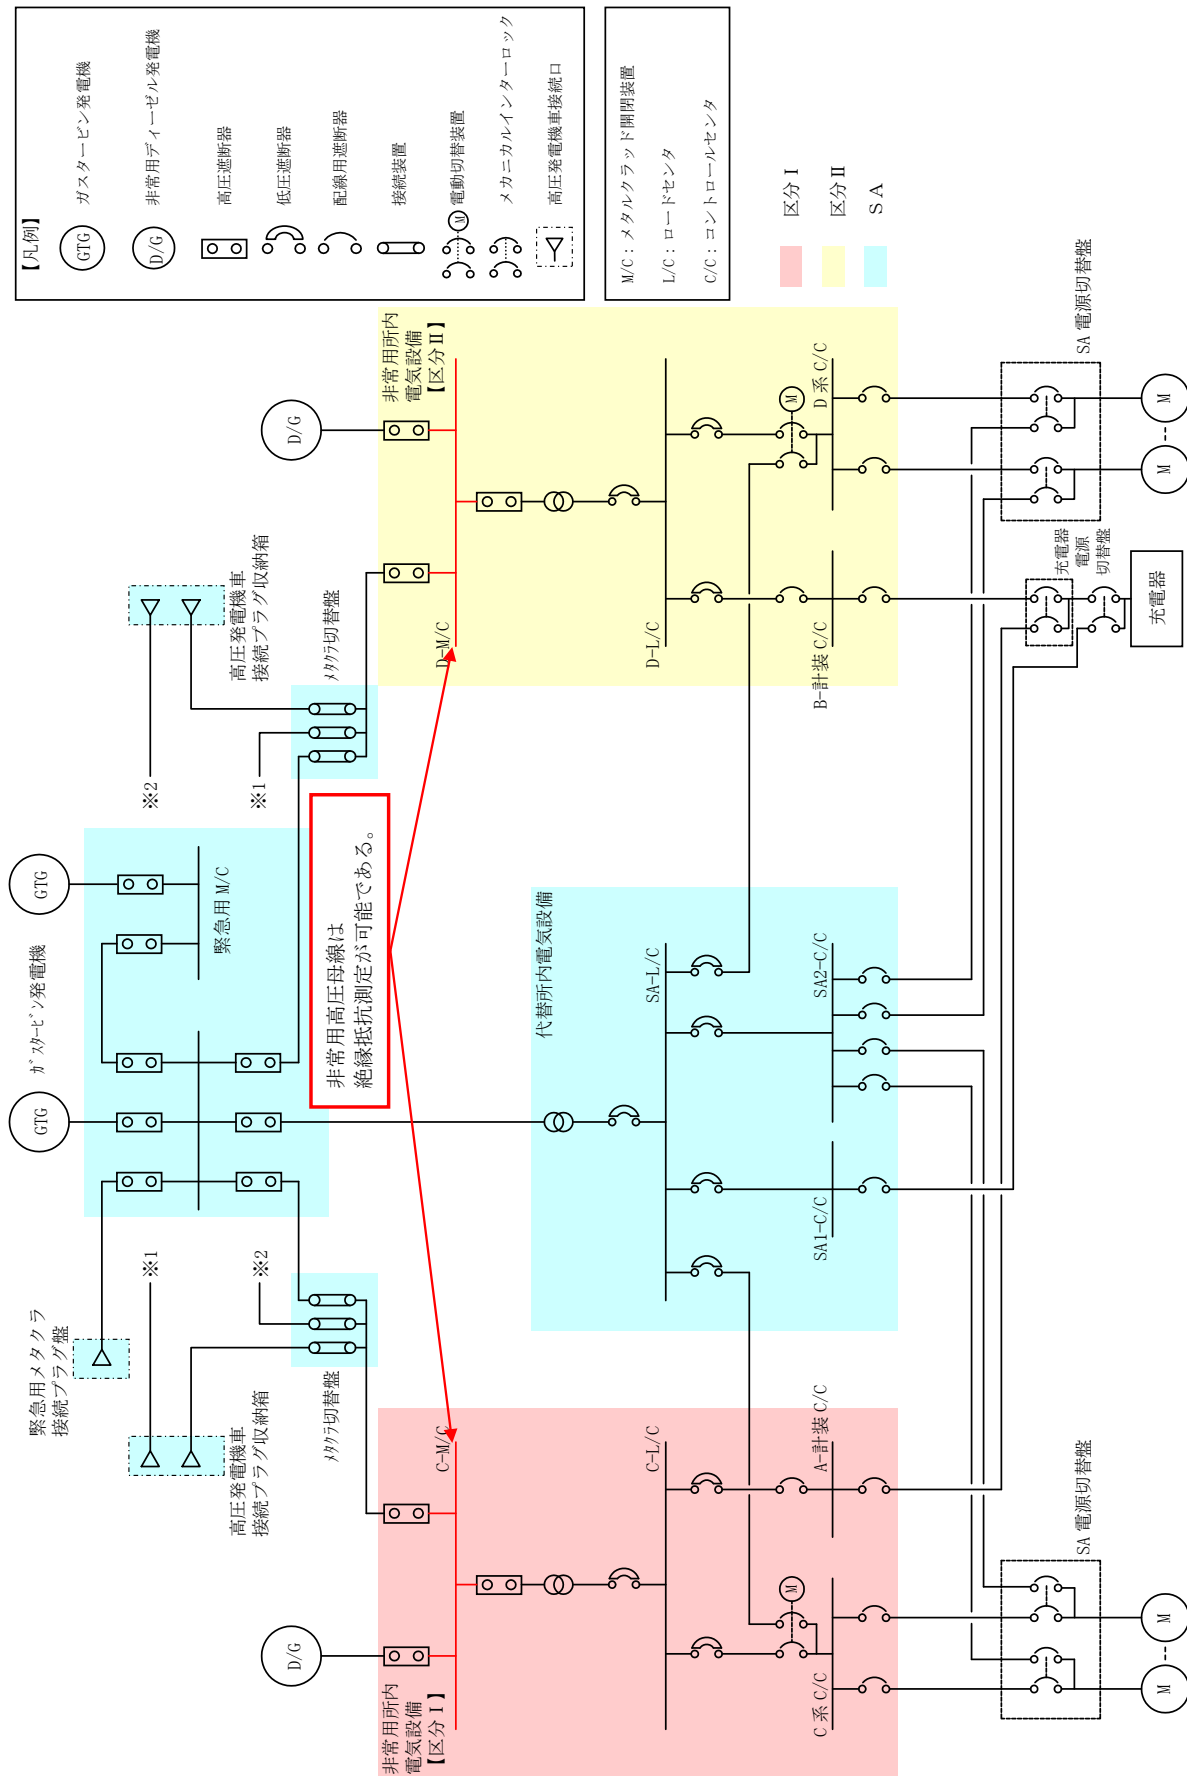 【凡例】
GTG
ガスタービン発電機
D/G
非常用ディーゼル発電機
高圧遮断器
低圧遮断器
配線用遮断器
接続装置
M
電動切替装置
メカニカルインターロック
高圧発電機車接続口
M/C：メタルクラッド開閉装置
L/C：ロードセンタ
C/C：コントロールセンタ
区分Ⅰ
区分Ⅱ
ＳＡ
緊急用メタクラ
接続プラグ盤
GTG
ｶﾞｽﾀｰﾋﾞﾝ発電機
GTG
緊急用 M/C
高圧発電機車
接続プラグ収納箱
※1
※2
※2
※1
高圧発電機車
接続プラグ収納箱
ﾒﾀｸﾗ切替盤
ﾒﾀｸﾗ切替盤
D/G
D/G
非常用高圧母線は
絶縁抵抗測定が可能である。
非常用所内
電気設備
【区分Ⅰ】
C-M/C
C-L/C
M
C 系 C/C
A-計装 C/C
代替所内電気設備
SA-L/C
SA1-C/C
SA2-C/C
非常用所内
電気設備
【区分Ⅱ】
D-M/C
D-L/C
M
B-計装 C/C
D 系 C/C
SA 電源切替盤
M
M
充電器
電源
切替盤
充電器
SA 電源切替盤
M
M